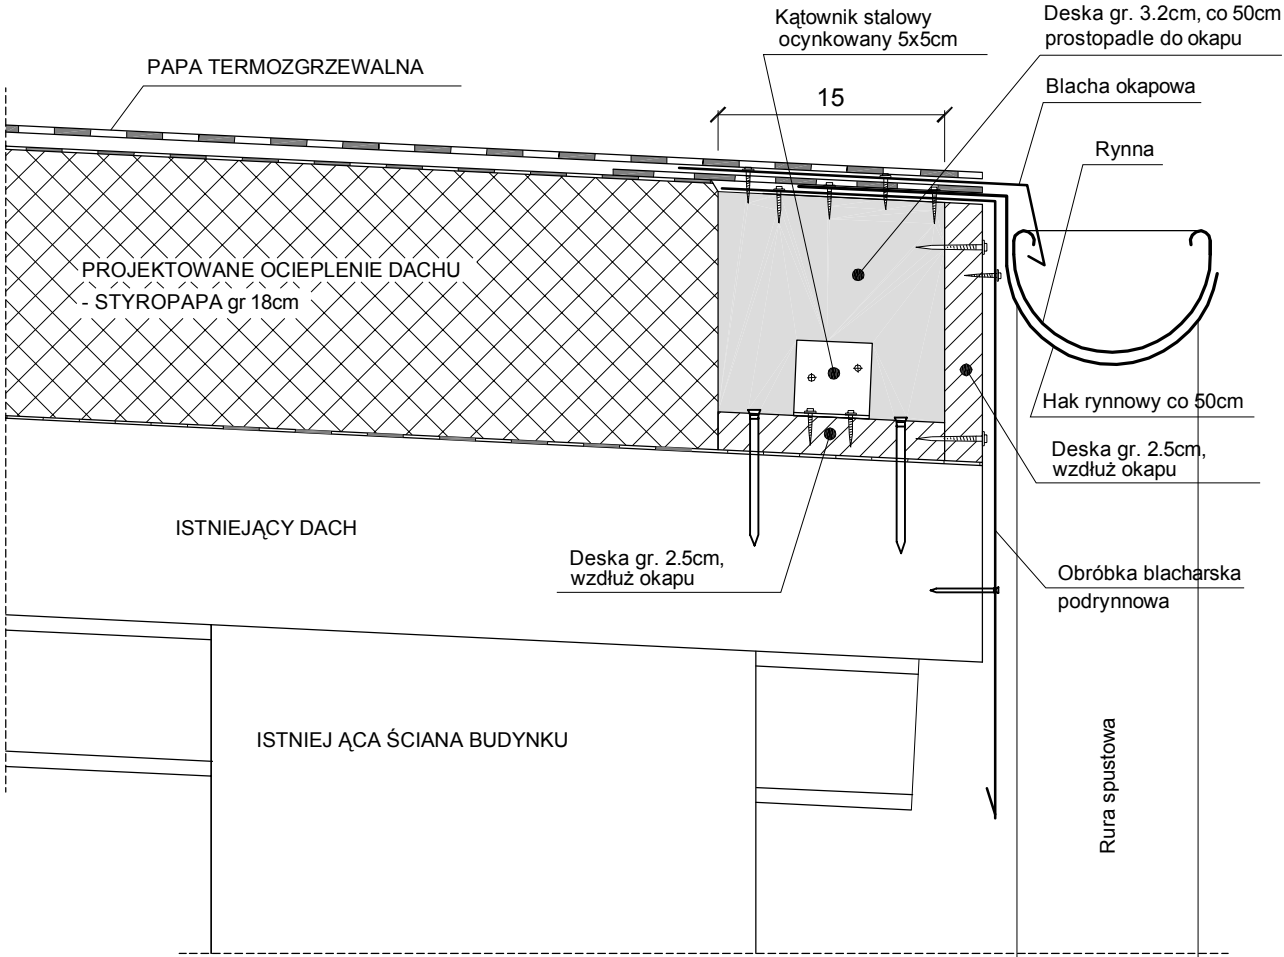 Kątownik stalowy
ocynkowany 5x5cm
Deska gr. 3.2cm, co 50cm
prostopadle do okapu
PAPA TERMOZGRZEWALNA
Blacha okapowa
15
Rynna
PROJEKTOWANE OCIEPLENIE DACHU
- STYROPAPA gr 18cm
Hak rynnowy co 50cm
Deska gr. 2.5cm,
wzdłuż okapu
ISTNIEJĄCY DACH
Deska gr. 2.5cm,
wzdłuż okapu
Obróbka blacharska
podrynnowa
ISTNIEJ ĄCA ŚCIANA BUDYNKU
Rura spustowa